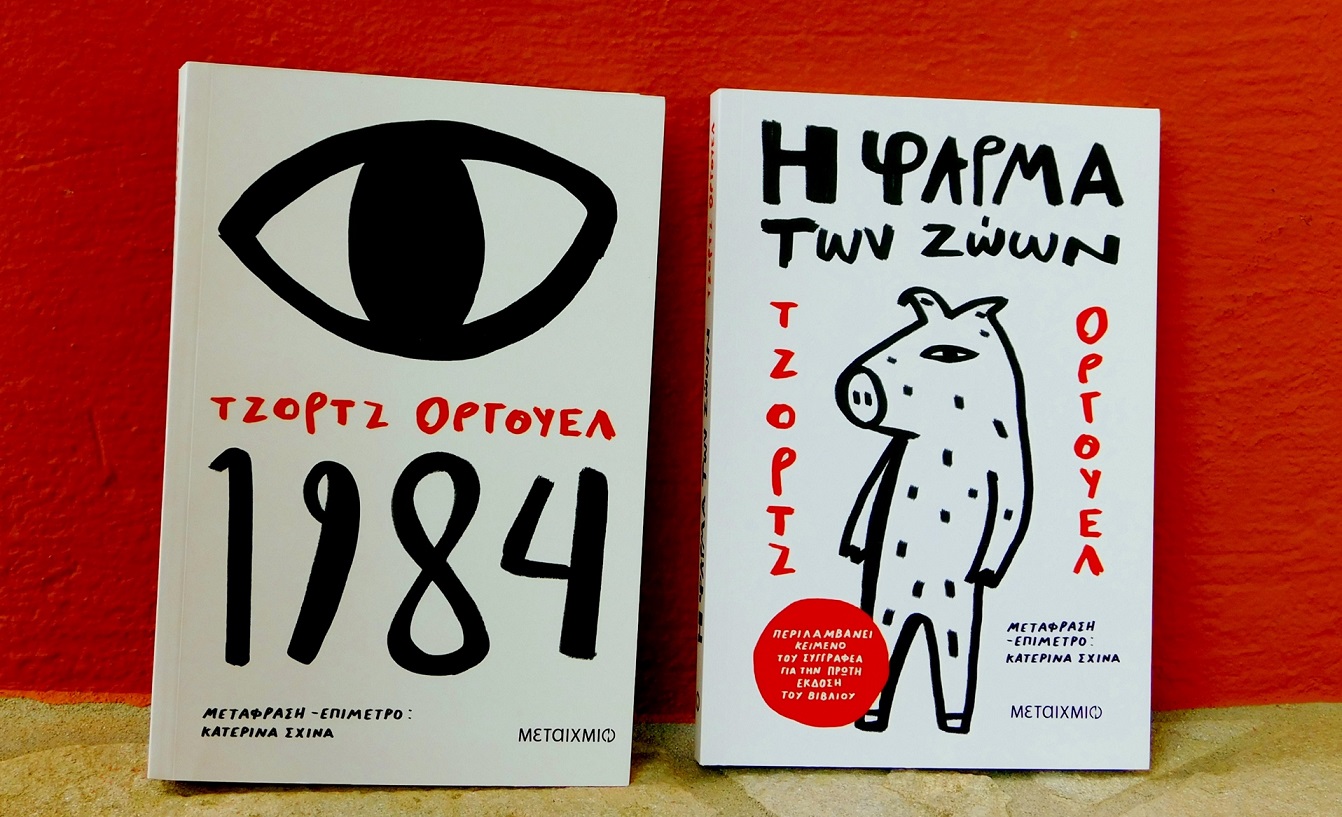 ΤΖΟΡΤΖ ΟΡΓΟΥΕΛ
1984
ΜΕΤΑΦΡΑΣΗ - ΕΠΙΜΕΤΡΟ:
ΚΑΤΕΡΙΝΑ ΣΧΙΝΑ
ΜΕΤΑΙΧΜΙΟ
Η ΦΑΡΜΑ
ΤωΝ Ζώων
ΤΖΟΡΤΖ
ΟΡΓΟΥΕΛ
ΠΕΡΙΛΑΜΒΑΝΕΙ
ΚΕΙΜΕΝΟ
ΤΟΥ ΣΥΓΓΡΑΦΕΑ
ΓΙΑ ΤΗΝ ΠΡΩΤΗ
ΕΚΔΟΣΗ
ΤΟΥ ΒΙΒΛΙΟΥ
ΜΕΤΑΦΡΑΣΗ
-ΕΠΙΜΕΤΡΟ:
ΚΑΤΕΡΙΝΑ ΣΧΙΝΑ
ΜΕΤΑΙΧΜΙΟ